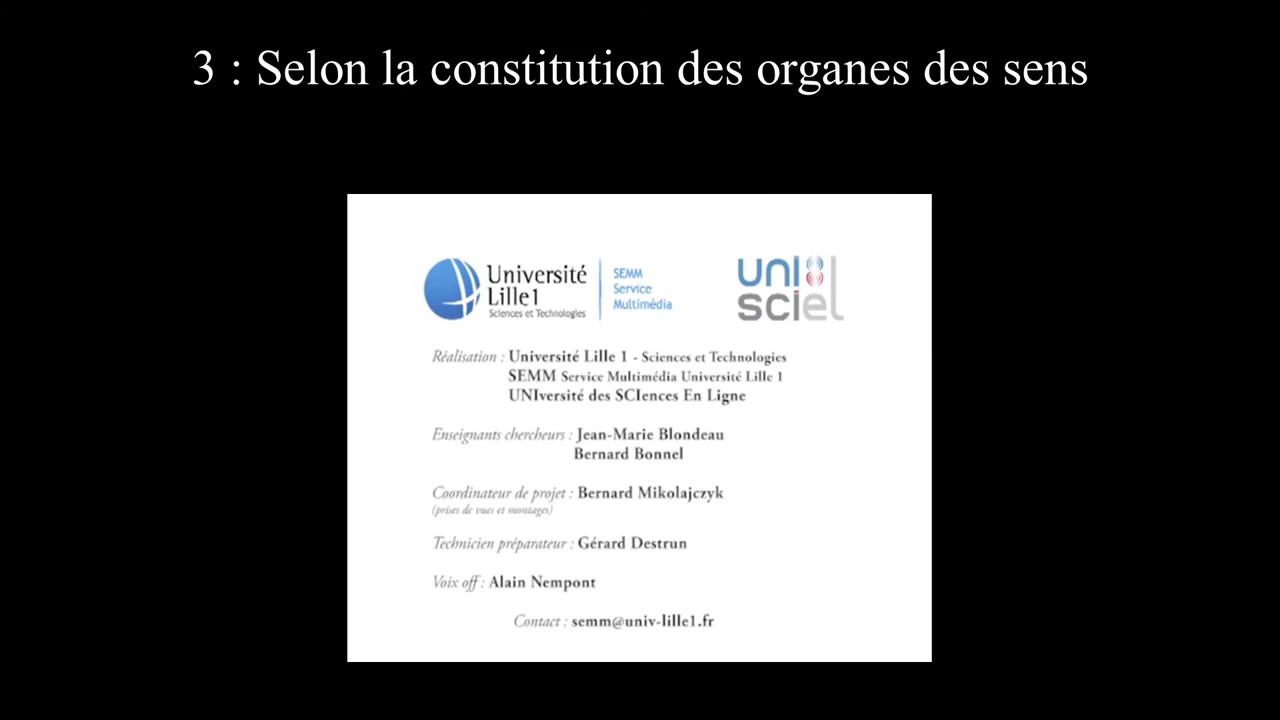 3 : Selon la constitution des organes des sens
Université
Lille1
Sciences et Technologies
SEMM
Service
Multimédia
UNI
SCIEL
Réalisation : Université Lille 1 - Sciences et Technologies
SEMM Service Multimédia Université Lille 1
UNIversité des SCIences En Ligne
Enseignants chercheurs : Jean-Marie Blondeau
Bernard Bonnel
Coordinateur de projet : Bernard Mikolajczyk
(prises de vues et montages)
Technicien préparateur : Gérard Destrun
Voix off : Alain Nempont
Contact : semm@univ-lille1.fr